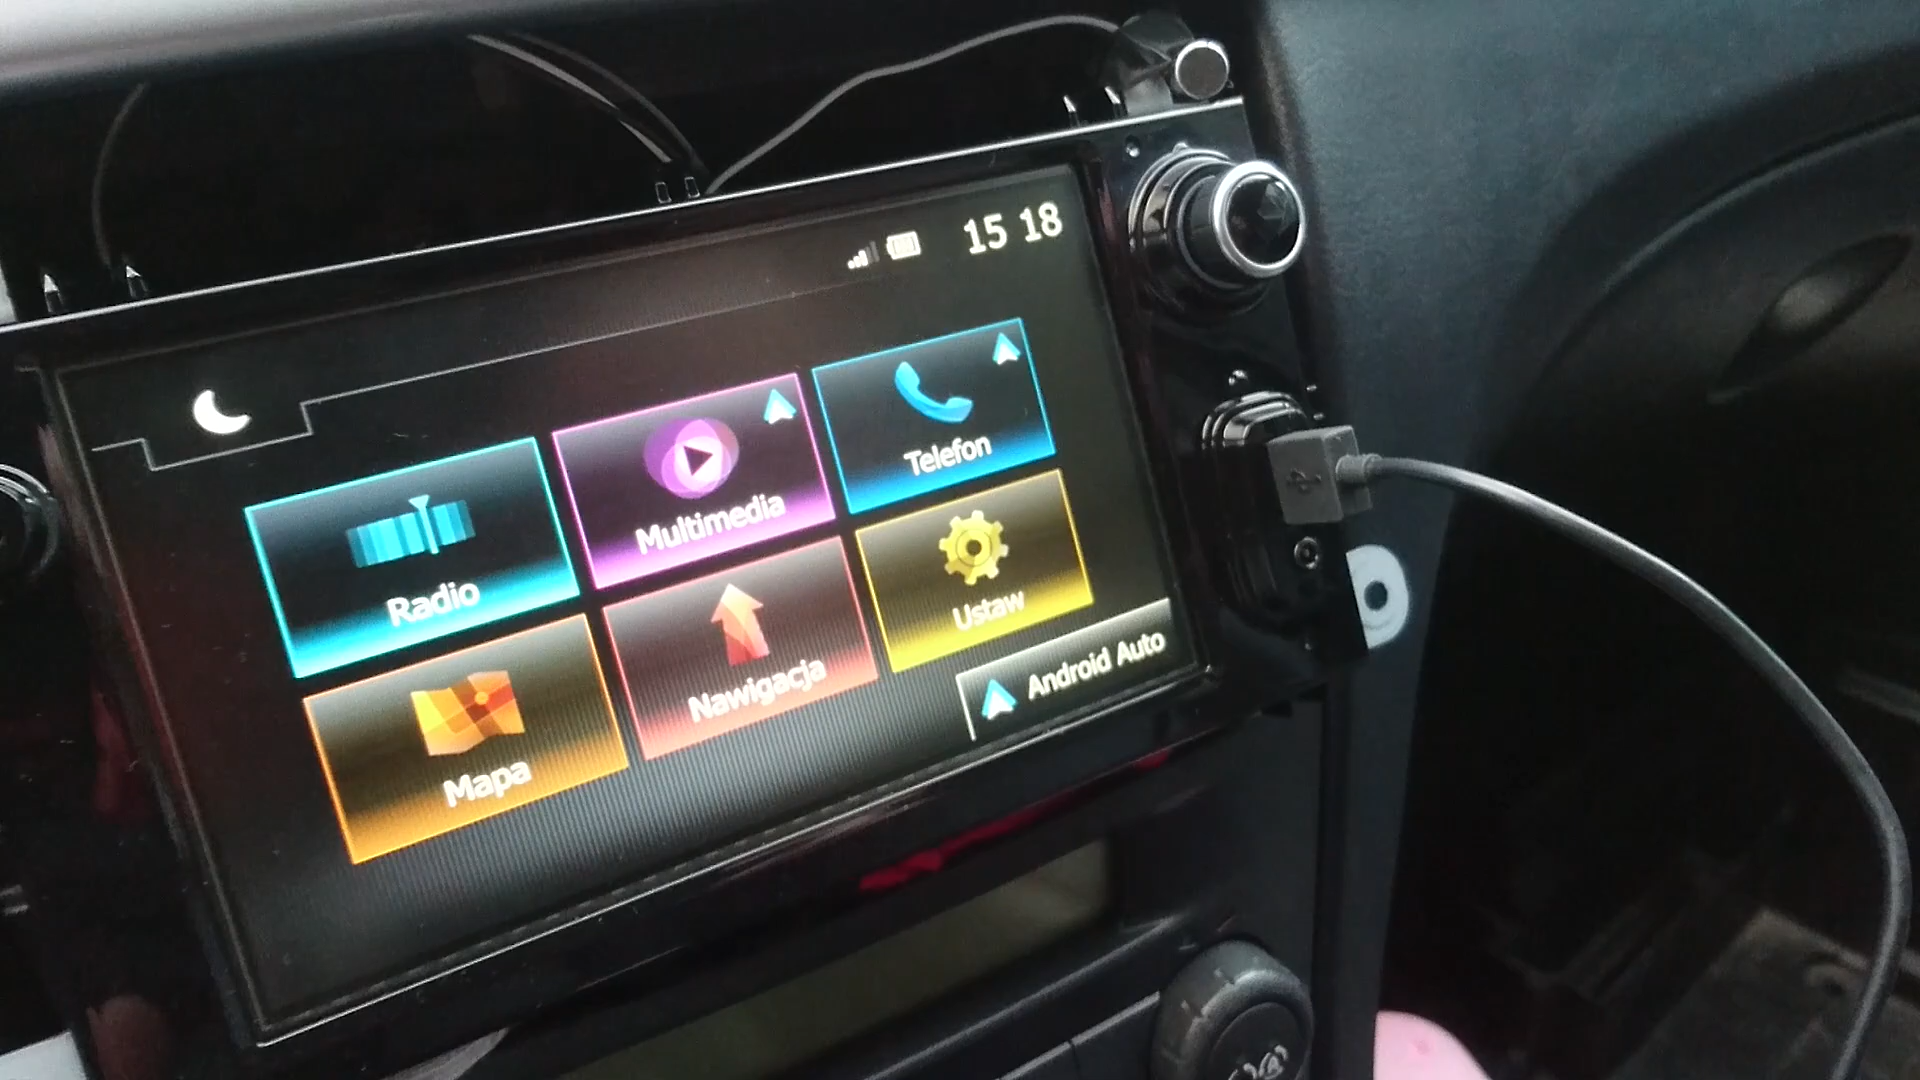 15 18
Radio
Multimedia
Telefon
Mapa
Nawigacja
Ustaw
Android Auto